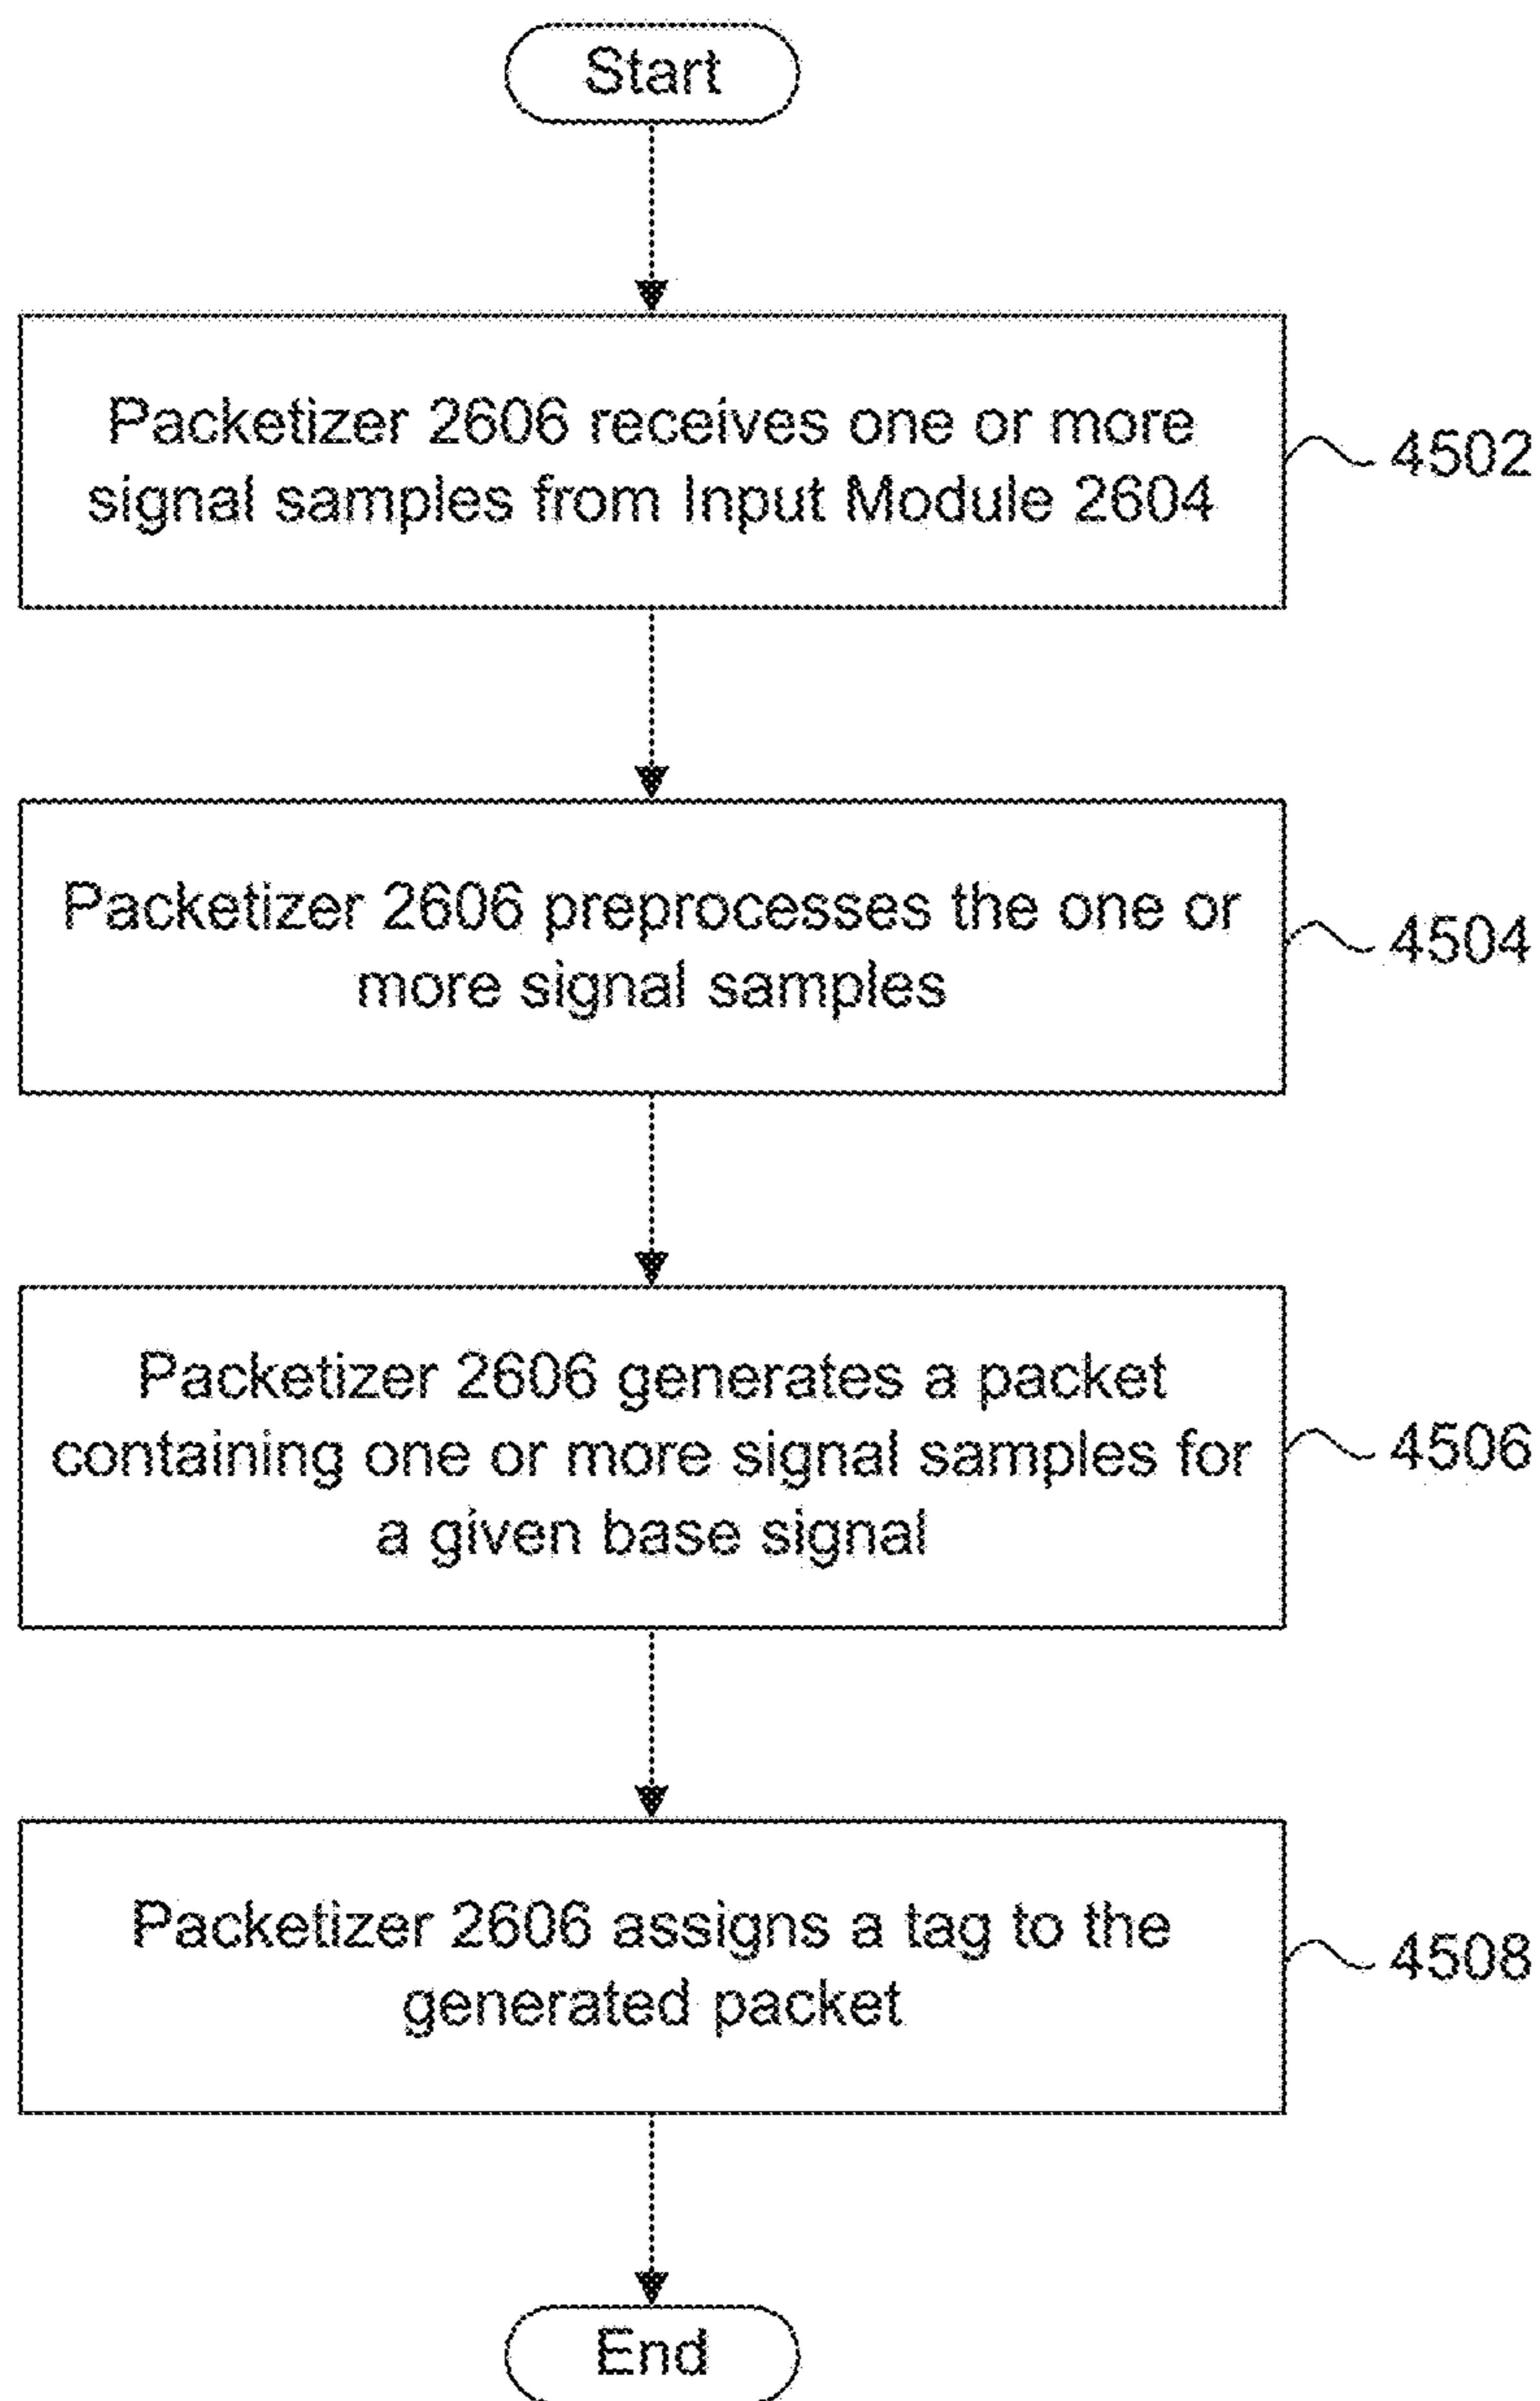 Start
Packetizer 2606 receives one or more
signal samples from Input Module 2604
4502
Packetizer 2606 preprocesses the one or
more signal samples
4504
Packetizer 2606 generates a packet
containing one or more signal samples for
a given base signal
4506
Packetizer 2606 assigns a tag to the
generated packet
4508
End